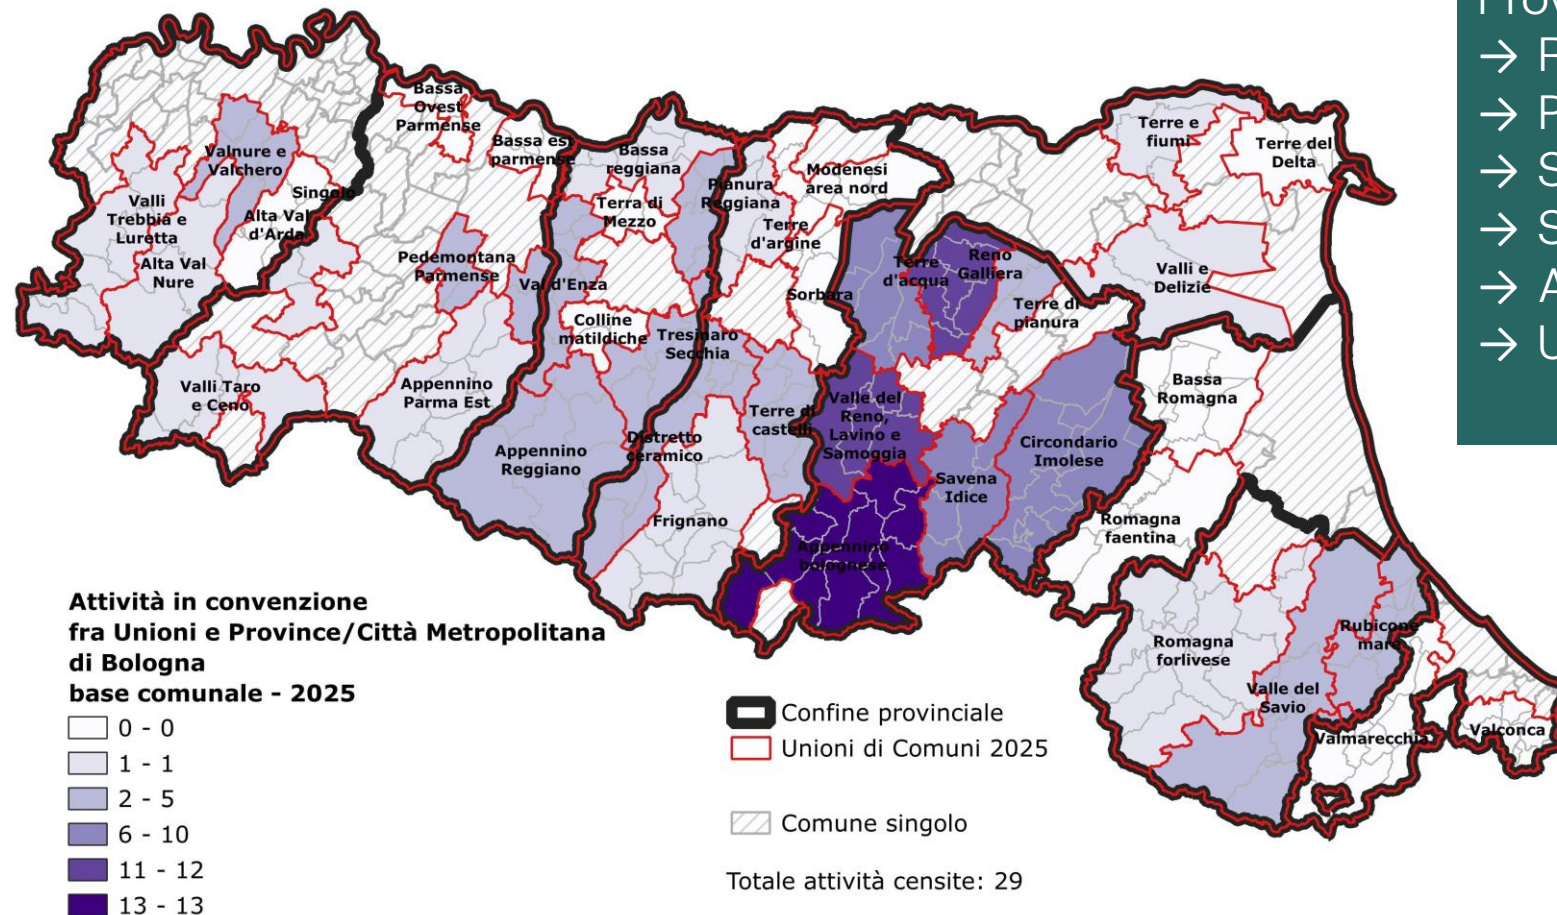 → P
→ P
→ S
→ S
→ A
→ U
Bassa
Ovest
Parmense
Bassa est
parmense
Valnure e
Valchero
Singolo
Valli
Trebbia e
Luretta
Alta Val
d'Arda
Alta Val
Nure
Pedemontana
Parmense
Valli Taro
e Ceno
Appennino
Parma Est
Bassa
reggiana
Terra di
Mezzo
Pianura
Reggiana
Val d'Enza
Colline
matildiche
Tresinaro
Secchia
Appennino
Reggiano
Modenesi
area nord
Terre
d'argine
Sorbara
Distretto
ceramico
Terre di
castelli
Frignano
Terre
d'acqua
Reno
Galliera
Terre di
pianura
Valle del
Reno,
Lavino e
Samoggia
Savena
Idice
Circondario
Imolese
Appennino
bolognese
Terre e
fiumi
Terre del
Delta
Valli e
Delizie
Bassa
Romagna
Romagna
faentina
Romagna
forlivese
Rubicone
mare
Valle del
Savio
Valmarecchia
Valconca
Attività in convenzione
fra Unioni e Province/Città Metropolitana
di Bologna
base comunale - 2025
0 - 0
1 - 1
2 - 5
6 - 10
11 - 12
13 - 13
Confine provinciale
Unioni di Comuni 2025
Comune singolo
Totale attività censite: 29